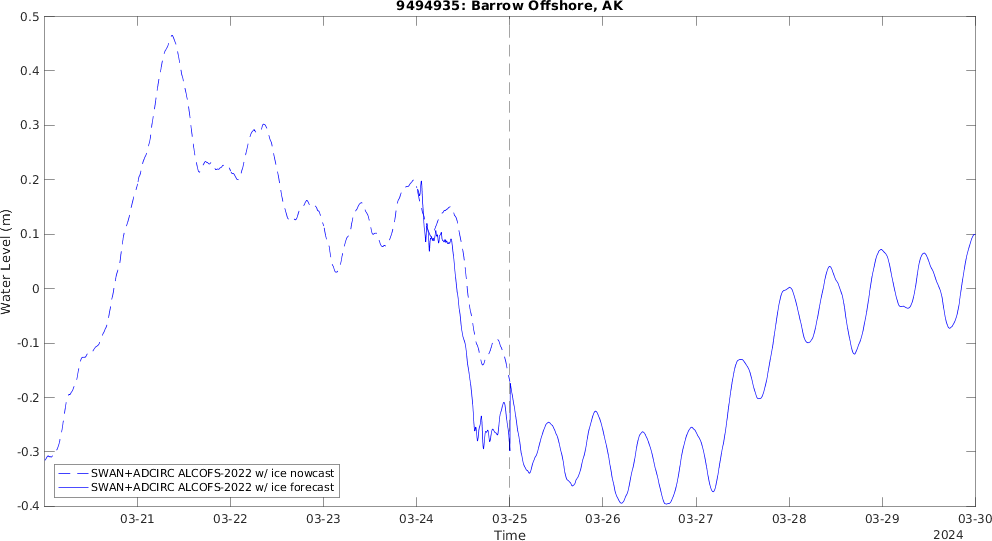 9494935: Barrow Offshore, AK
0.5
0.4
0.3
0.2
0.1
0
-0.1
-0.2
-0.3
-0.4
Water Level (m)
SWAN+ADCIRC ALCOFS-2022 w/ ice nowcast
SWAN+ADCIRC ALCOFS-2022 w/ ice forecast
03-21 03-22 03-23 03-24 03-25 03-26 03-27 03-28 03-29 03-30
Time
2024